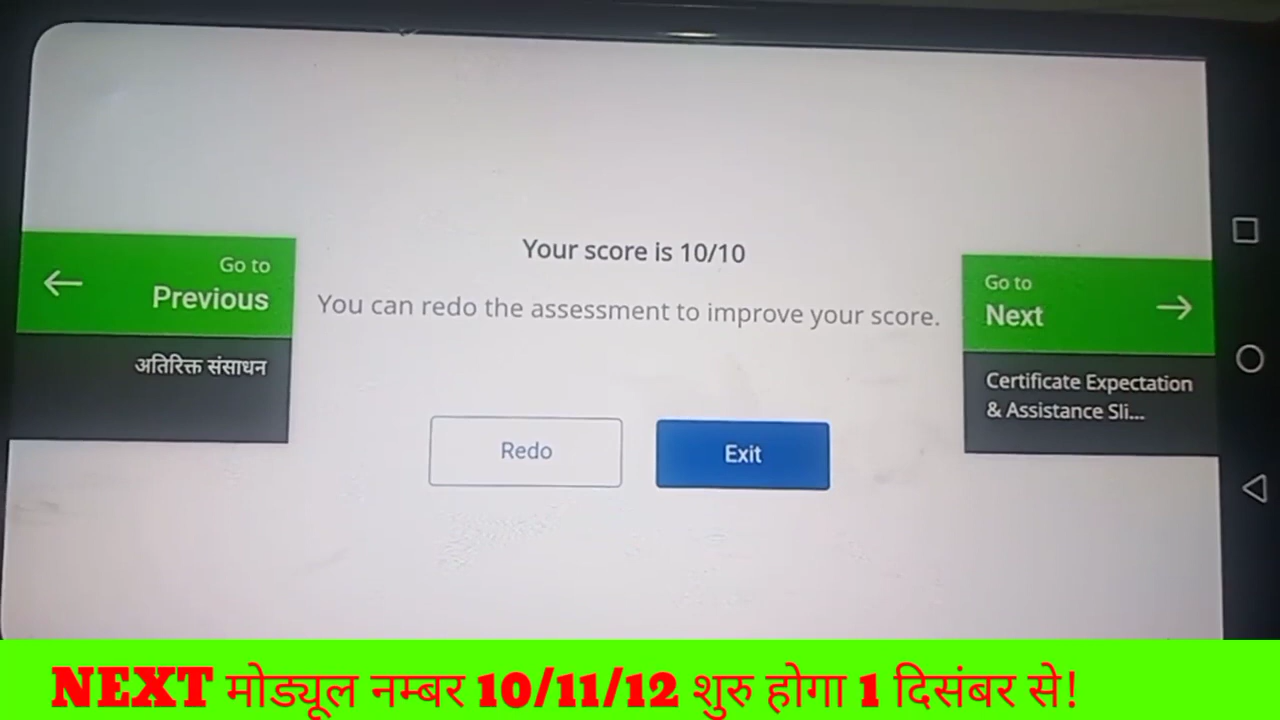 Your score is 10/10
You can redo the assessment to improve your score.
Go to
Previous
अतिरिक्त संसाधन
Go to
Next
Certificate Expectation
& Assistance Sli...
Redo
Exit
NEXT मोड्यूल नम्बर 10/11/12 शुरु होगा 1 दिसंबर से!